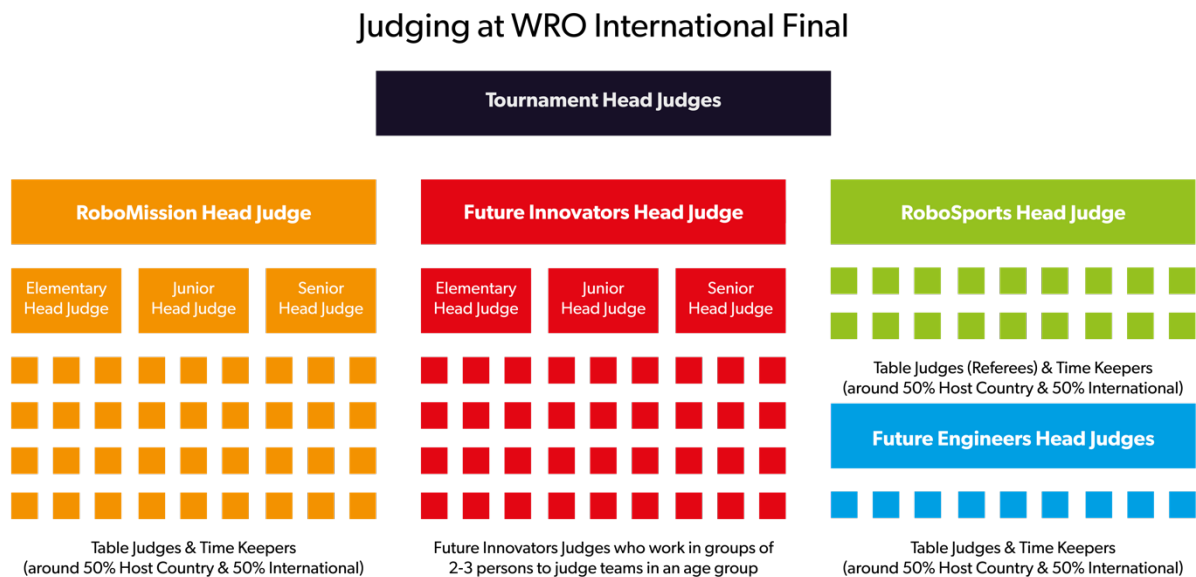 Judging at WRO International Final
Tournament Head Judges
RoboMission Head Judge
Elementary
Head Judge
Junior
Head Judge
Senior
Head Judge
Table Judges & Time Keepers
(around 50% Host Country & 50% International)
Future Innovators Head Judge
Elementary
Head Judge
Junior
Head Judge
Senior
Head Judge
Future Innovators Judges who work in groups of
2-3 persons to judge teams in an age group
RoboSports Head Judge
Table Judges (Referees) & Time Keepers
(around 50% Host Country & 50% International)
Future Engineers Head Judges
Table Judges & Time Keepers
(around 50% Host Country & 50% International)